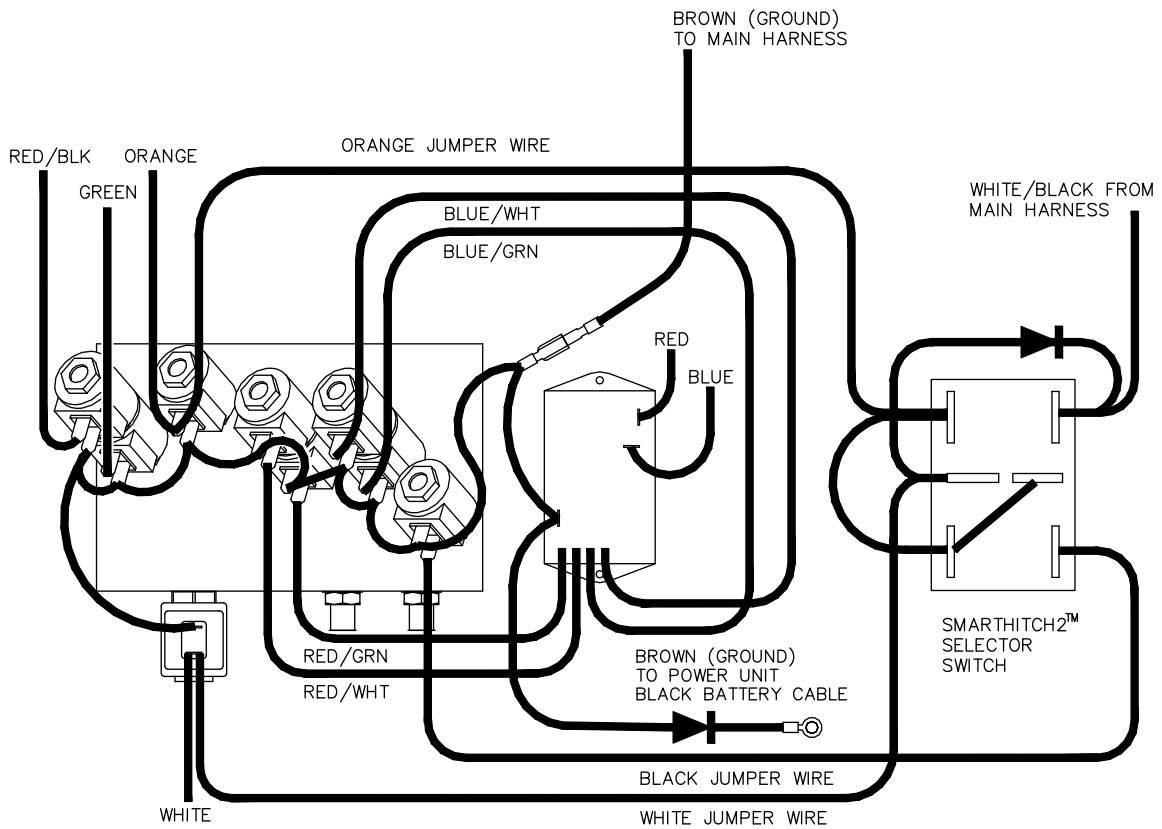 BROWN (GROUND)
TO MAIN HARNESS
ORANGE JUMPER WIRE
RED/BLK
ORANGE
GREEN
WHITE/BLACK FROM
MAIN HARNESS
BLUE/WHT
BLUE/GRN
RED
BLUE
SMARTHITCH2™
SELECTOR
SWITCH
RED/GRN
RED/WHT
BROWN (GROUND)
TO POWER UNIT
BLACK BATTERY CABLE
BLACK JUMPER WIRE
WHITE
WHITE JUMPER WIRE